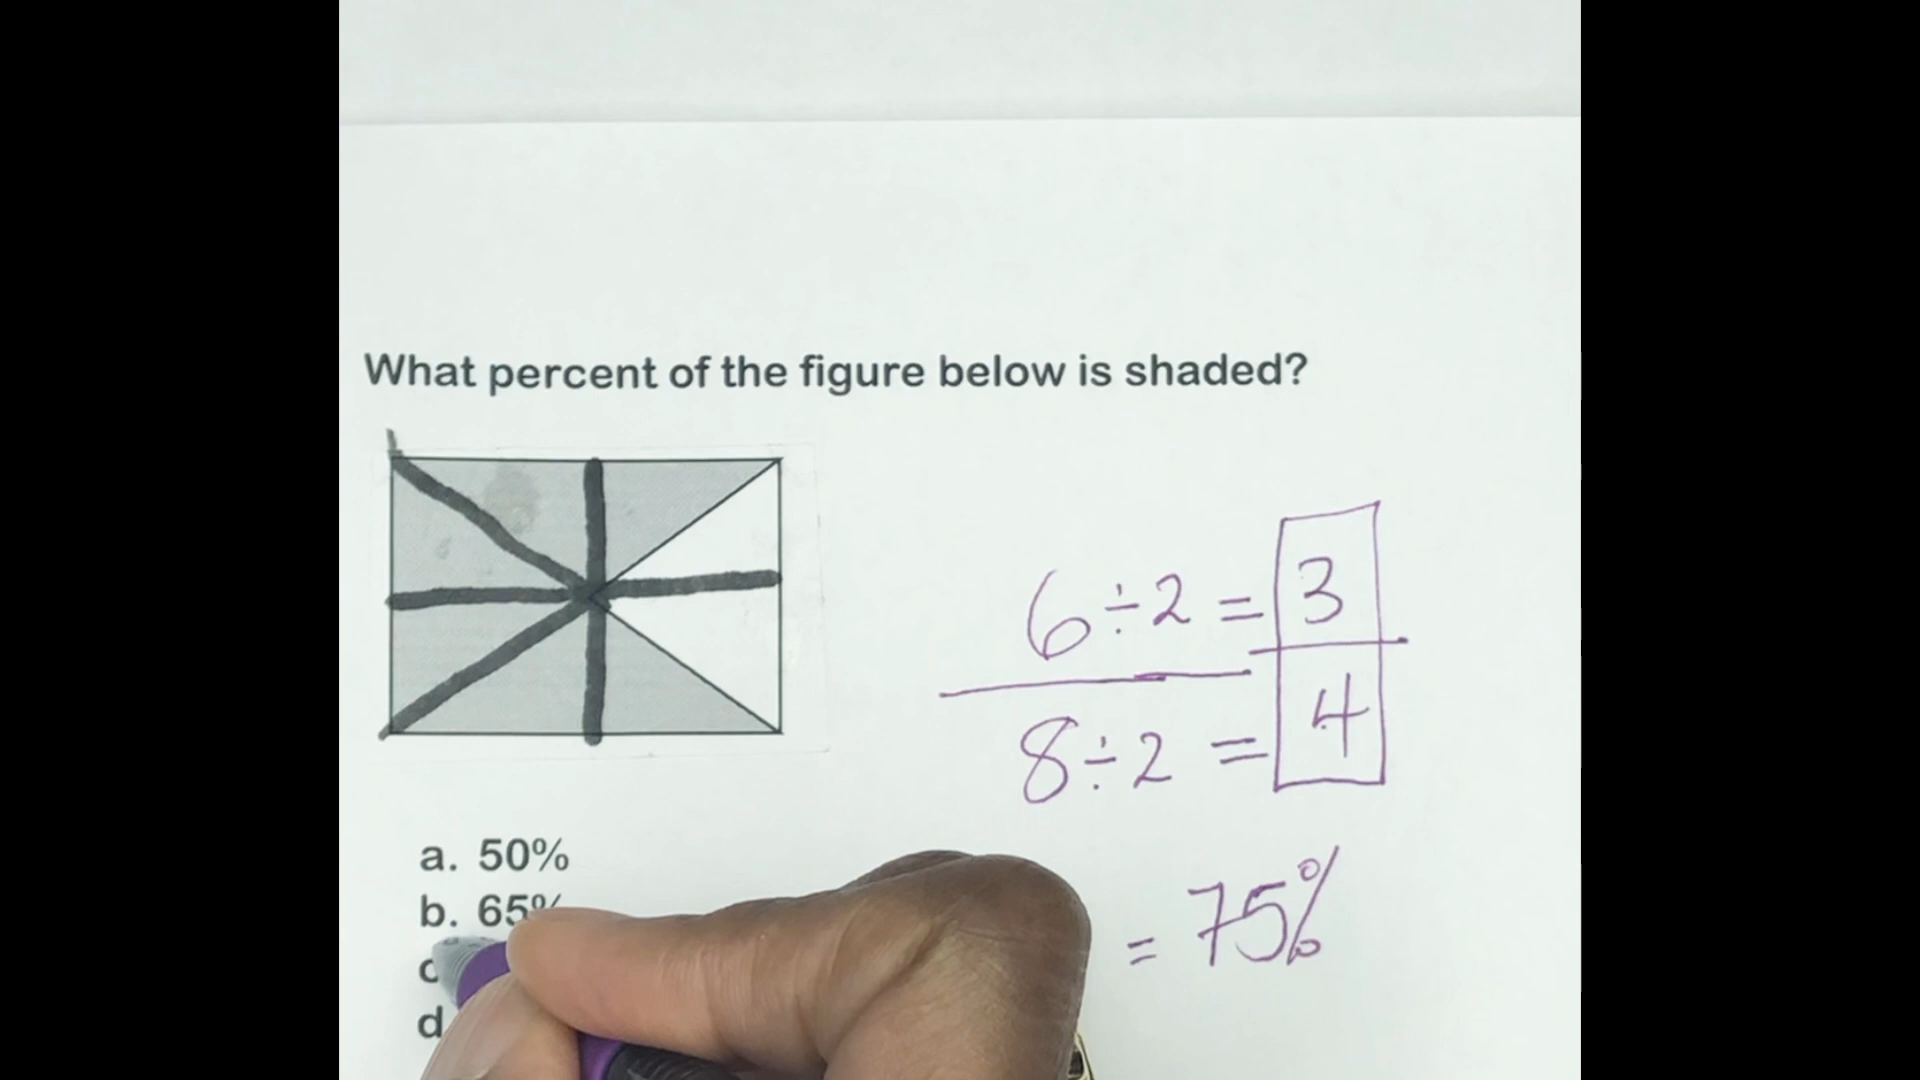 What percent of the figure below is shaded?
6 ÷ 2 = 3
8 ÷ 2 = 4
a. 50%
b. 65%
= 75%
c
d.